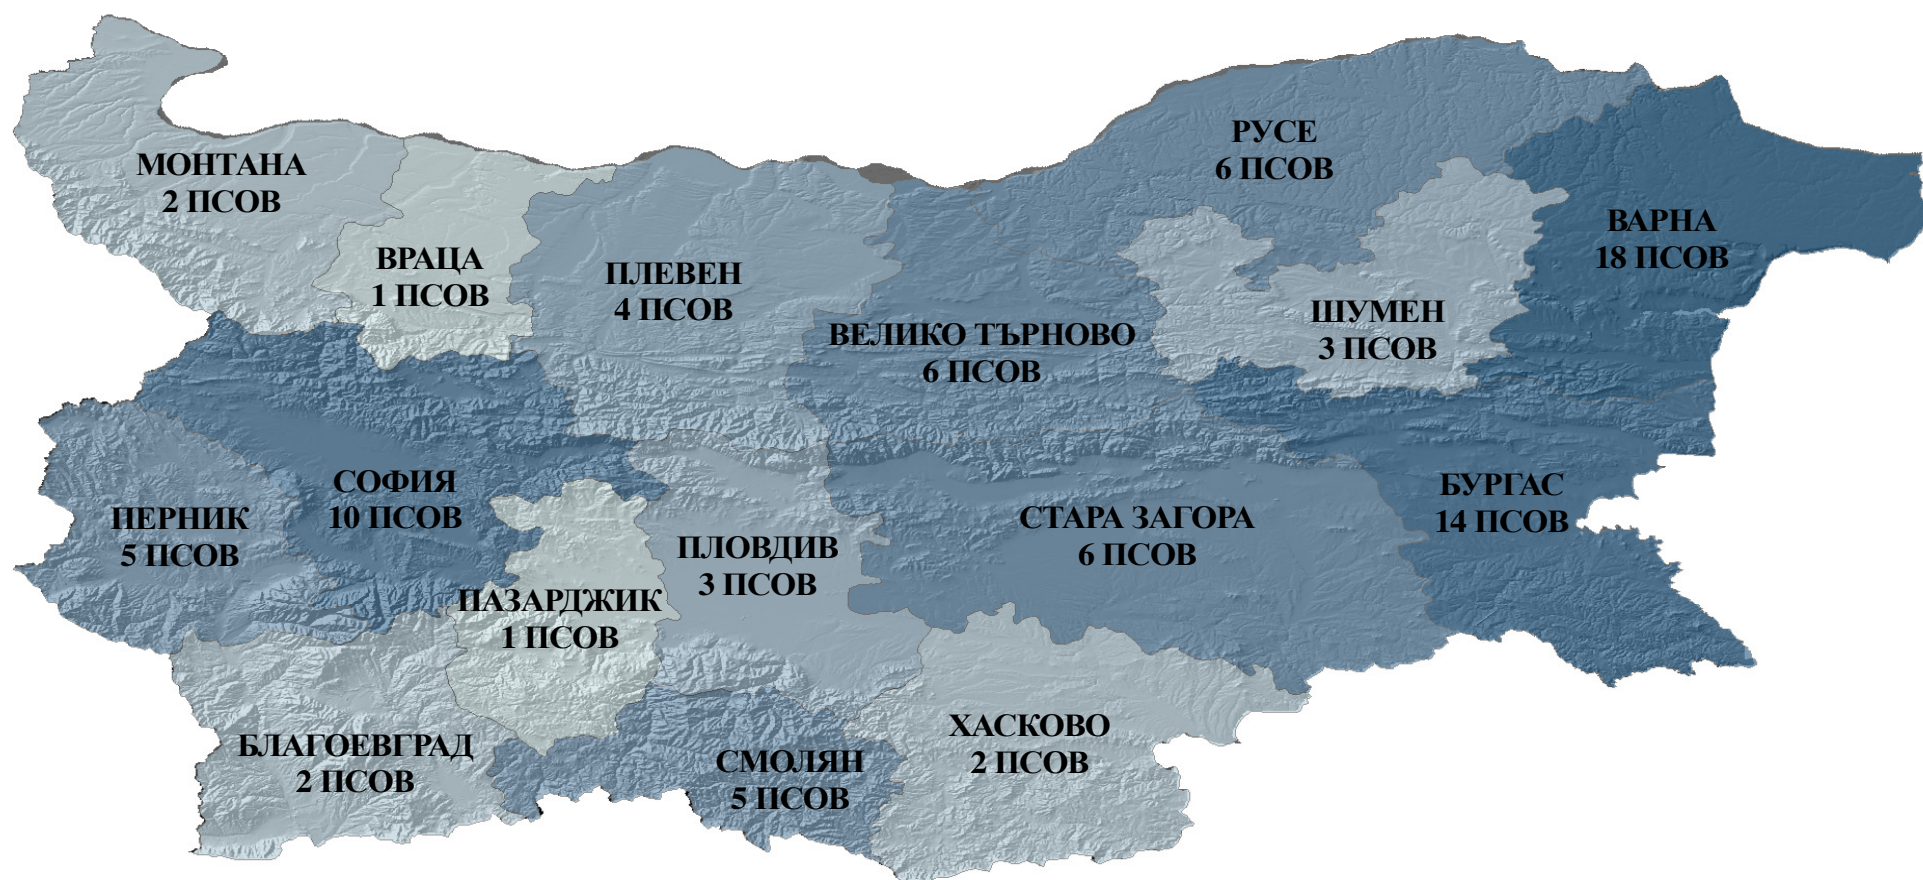 МОНТАНА
2 ПСОВ
ВРАЦА
1 ПСОВ
ПЛЕВЕН
4 ПСОВ
ВЕЛИКО ТЪРНОВО
6 ПСОВ
РУСЕ
6 ПСОВ
ШУМЕН
3 ПСОВ
ВАРНА
18 ПСОВ
ПЕРНИК
5 ПСОВ
СОФИЯ
10 ПСОВ
ПАЗАРДЖИК
1 ПСОВ
ПЛОВДИВ
3 ПСОВ
СТАРА ЗАГОРА
6 ПСОВ
БУРГАС
14 ПСОВ
БЛАГОЕВГРАД
2 ПСОВ
СМОЛЯН
5 ПСОВ
ХАСКОВО
2 ПСОВ